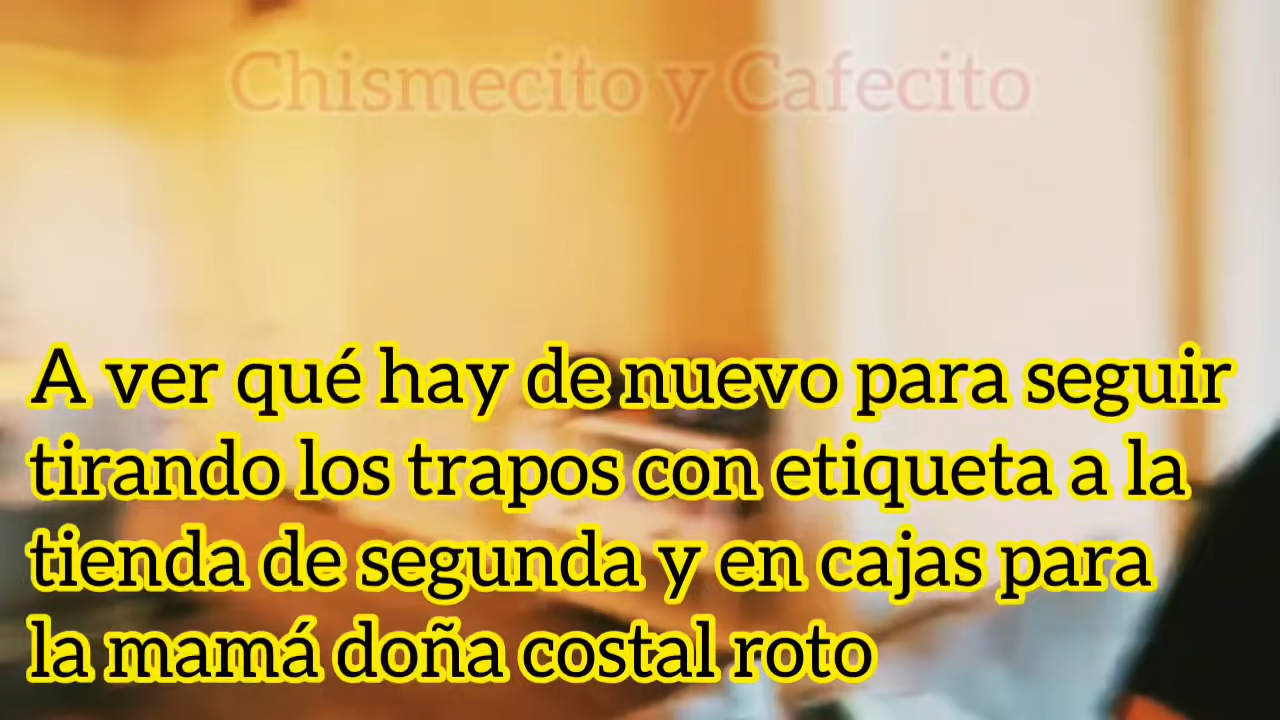 Chismecito y Cafecito
A ver qué hay de nuevo para seguir
tirando los trapos con etiqueta a la
tienda de segunda y en cajas para
la mamá doña costal roto